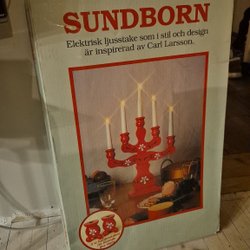 SUNDBORN
Elektrisk ljusstake som i stil och design
är inspirerad av Carl Larsson.